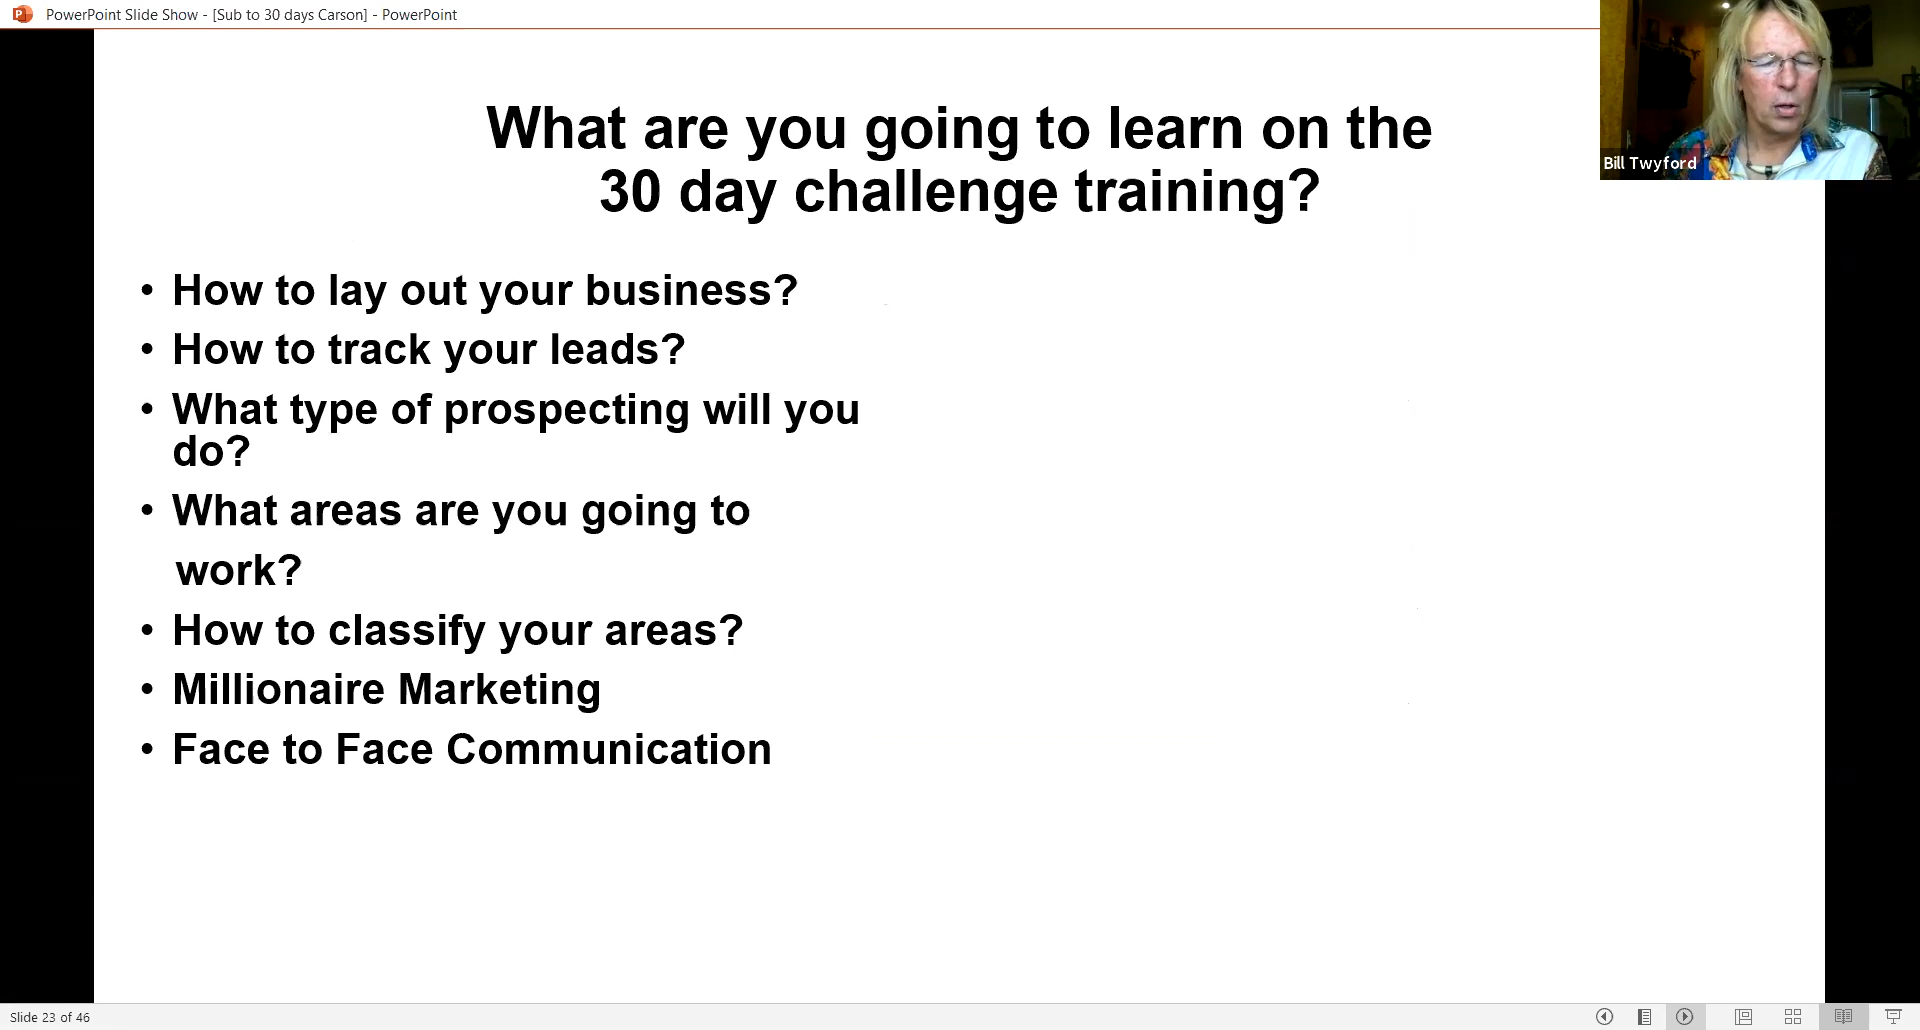 PowerPoint Slide Show - [Sub to 30 days Carson] - PowerPoint
Bill Twyford
What are you going to learn on the
30 day challenge training?
• How to lay out your business?
• How to track your leads?
• What type of prospecting will you
do?
• What areas are you going to
work?
• How to classify your areas?
• Millionaire Marketing
• Face to Face Communication
Slide 23 of 46